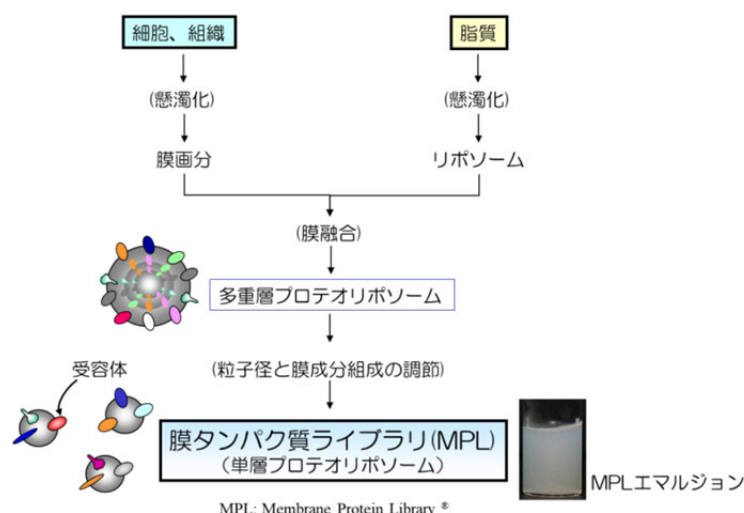 細胞、組織
脂質
(懸濁化)
(懸濁化)
膜画分
リポソーム
(膜融合)
多重層プロテオリポソーム
(粒子径と膜成分組成の調節)
受容体
膜タンパク質ライブラリ(MPL)
(単層プロテオリポソーム)
MPLエマルジョン
MPL: Membrane Protein Library ®